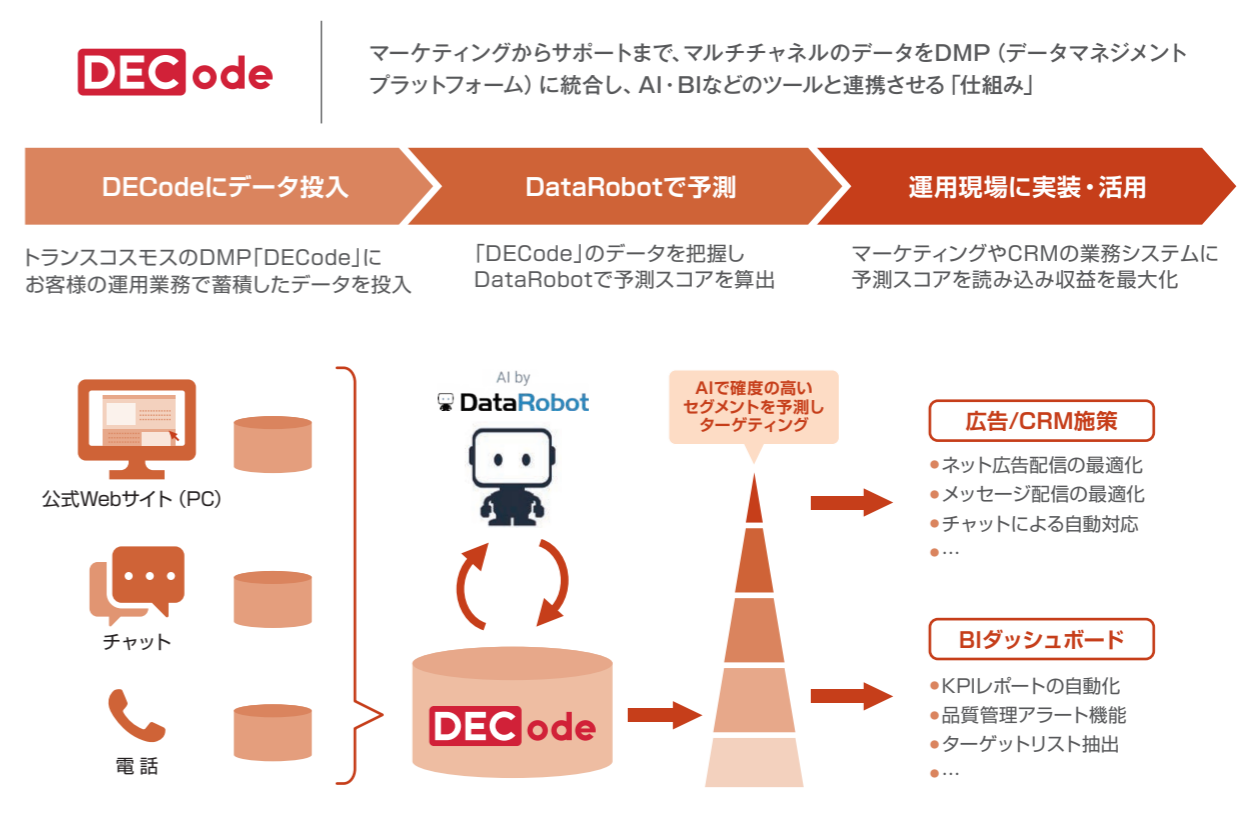 DECode
マーケティングからサポートまで、マルチチャネルのデータをDMP（データマネジメント
プラットフォーム）に統合し、AI・BIなどのツールと連携させる「仕組み」
DECodeにデータ投入
DataRobotで予測
運用現場に実装・活用
トランスコスモスのDMP「DECode」に
お客様の運用業務で蓄積したデータを投入
「DECode」のデータを把握し
DataRobotで予測スコアを算出
マーケティングやCRMの業務システムに
予測スコアを読み込み収益を最大化
公式Webサイト（PC）
チャット
電話
AI by
DataRobot
DECode
AIで確度の高い
セグメントを予測し
ターゲティング
広告/CRM施策
●ネット広告配信の最適化
●メッセージ配信の最適化
●チャットによる自動対応
●…
BIダッシュボード
●KPIレポートの自動化
●品質管理アラート機能
●ターゲットリスト抽出
●…